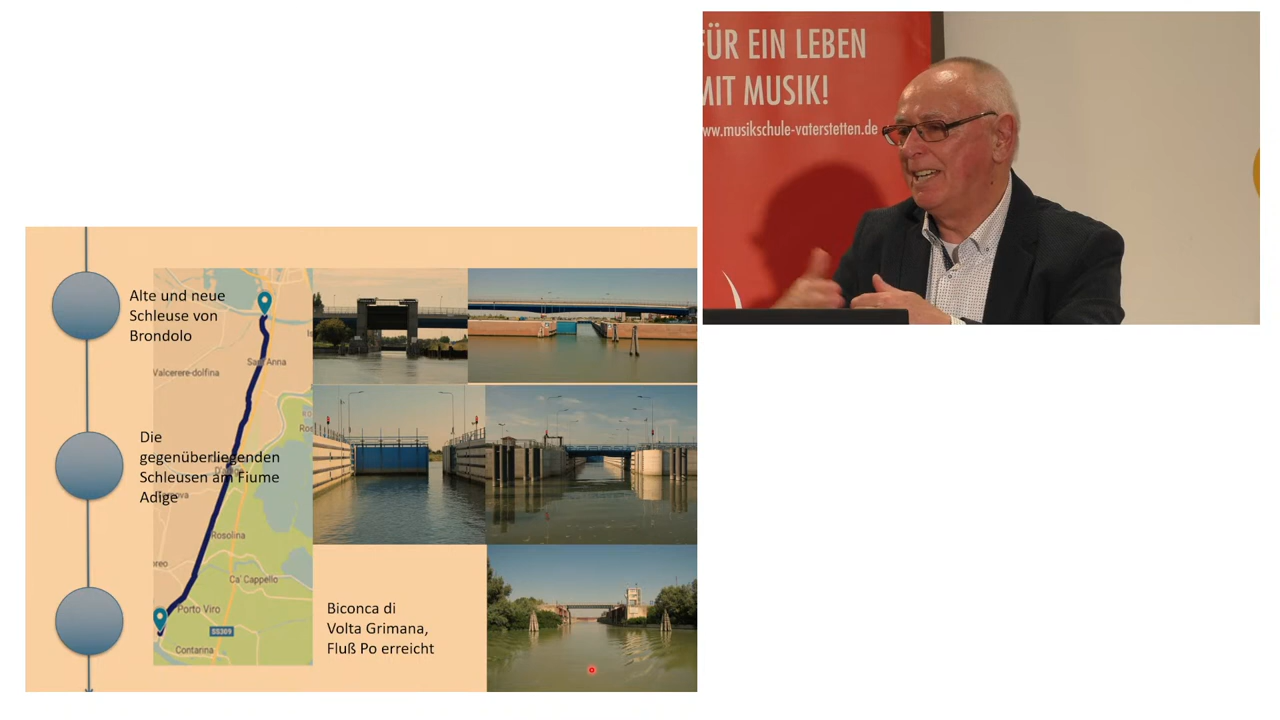 FÜR EIN LEBEN
MIT MUSIK!
www.musikschule-vaterstetten.de
Alte und neue
Schleuse von
Brondolo
Die
gegenüberliegenden
Schleusen am Fiume
Adige
Sant'Anna
Valcerere-dolfina
Rosolina
Ca' Cappello
Porto Viro
SS309
Contarina
Biconca di
Volta Grimana,
Fluß Po erreicht